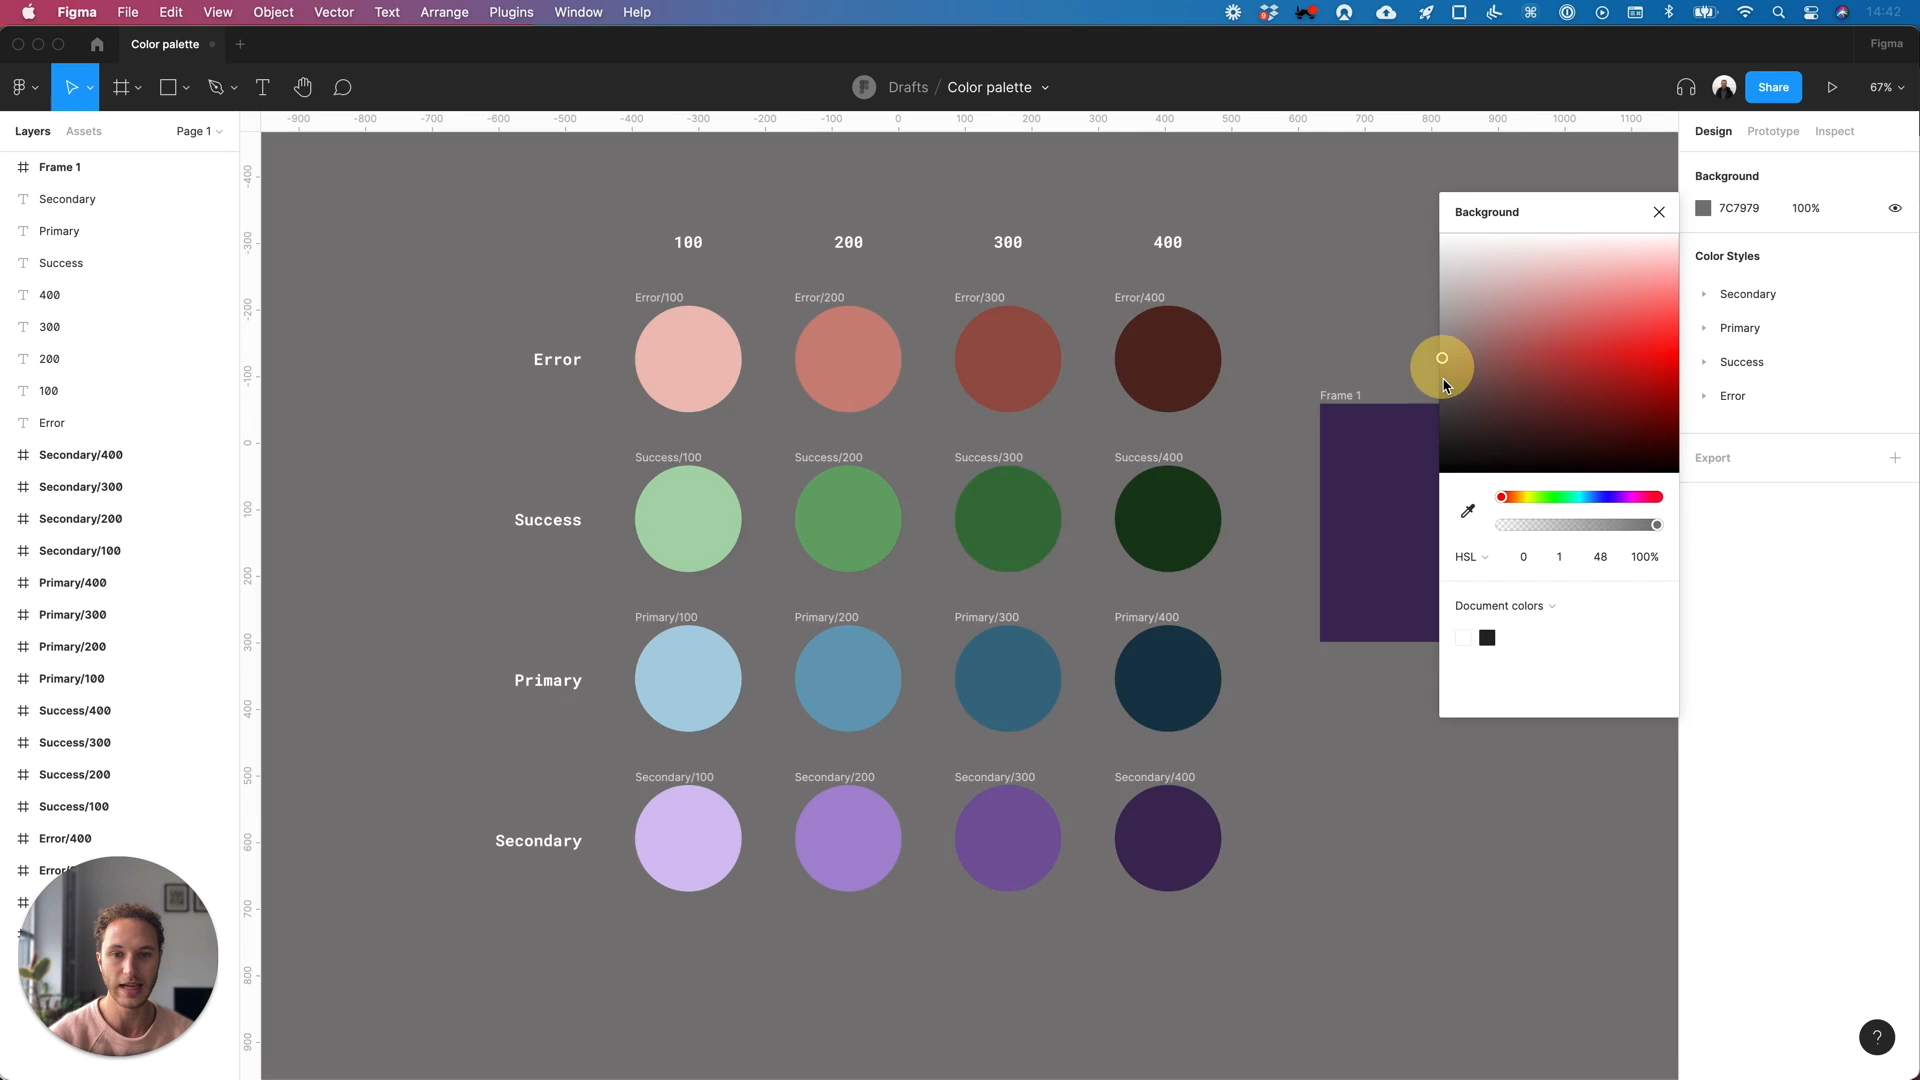 Figma File Edit View Object Vector Text Arrange Plugins Window Help 14:42
Color palette Figma
Drafts / Color palette Share 67%
Layers Assets Page 1
-900 -800 -700 -600 -500 -400 -300 -200 -100 0 100 200 300 400 500 600 700 800 900 1000 1100
Design Prototype Inspect
Frame 1
Secondary
Primary
Success
400
300
200
100
Error
Secondary/400
Secondary/300
Secondary/200
Secondary/100
Primary/400
Primary/300
Primary/200
Primary/100
Success/400
Success/300
Success/200
Success/100
Error/400
-400
-300
-200
-100
0
100
200
300
400
500
600
700
800
900
100 200 300 400
Error/100 Error/200 Error/300 Error/400
Error
Success/100 Success/200 Success/300 Success/400
Success
Primary/100 Primary/200 Primary/300 Primary/400
Primary
Secondary/100 Secondary/200 Secondary/300 Secondary/400
Secondary
Frame 1
Background
HSL 0 1 48 100%
Document colors
Background
7C7979 100%
Color Styles
Secondary
Primary
Success
Error
Export
?